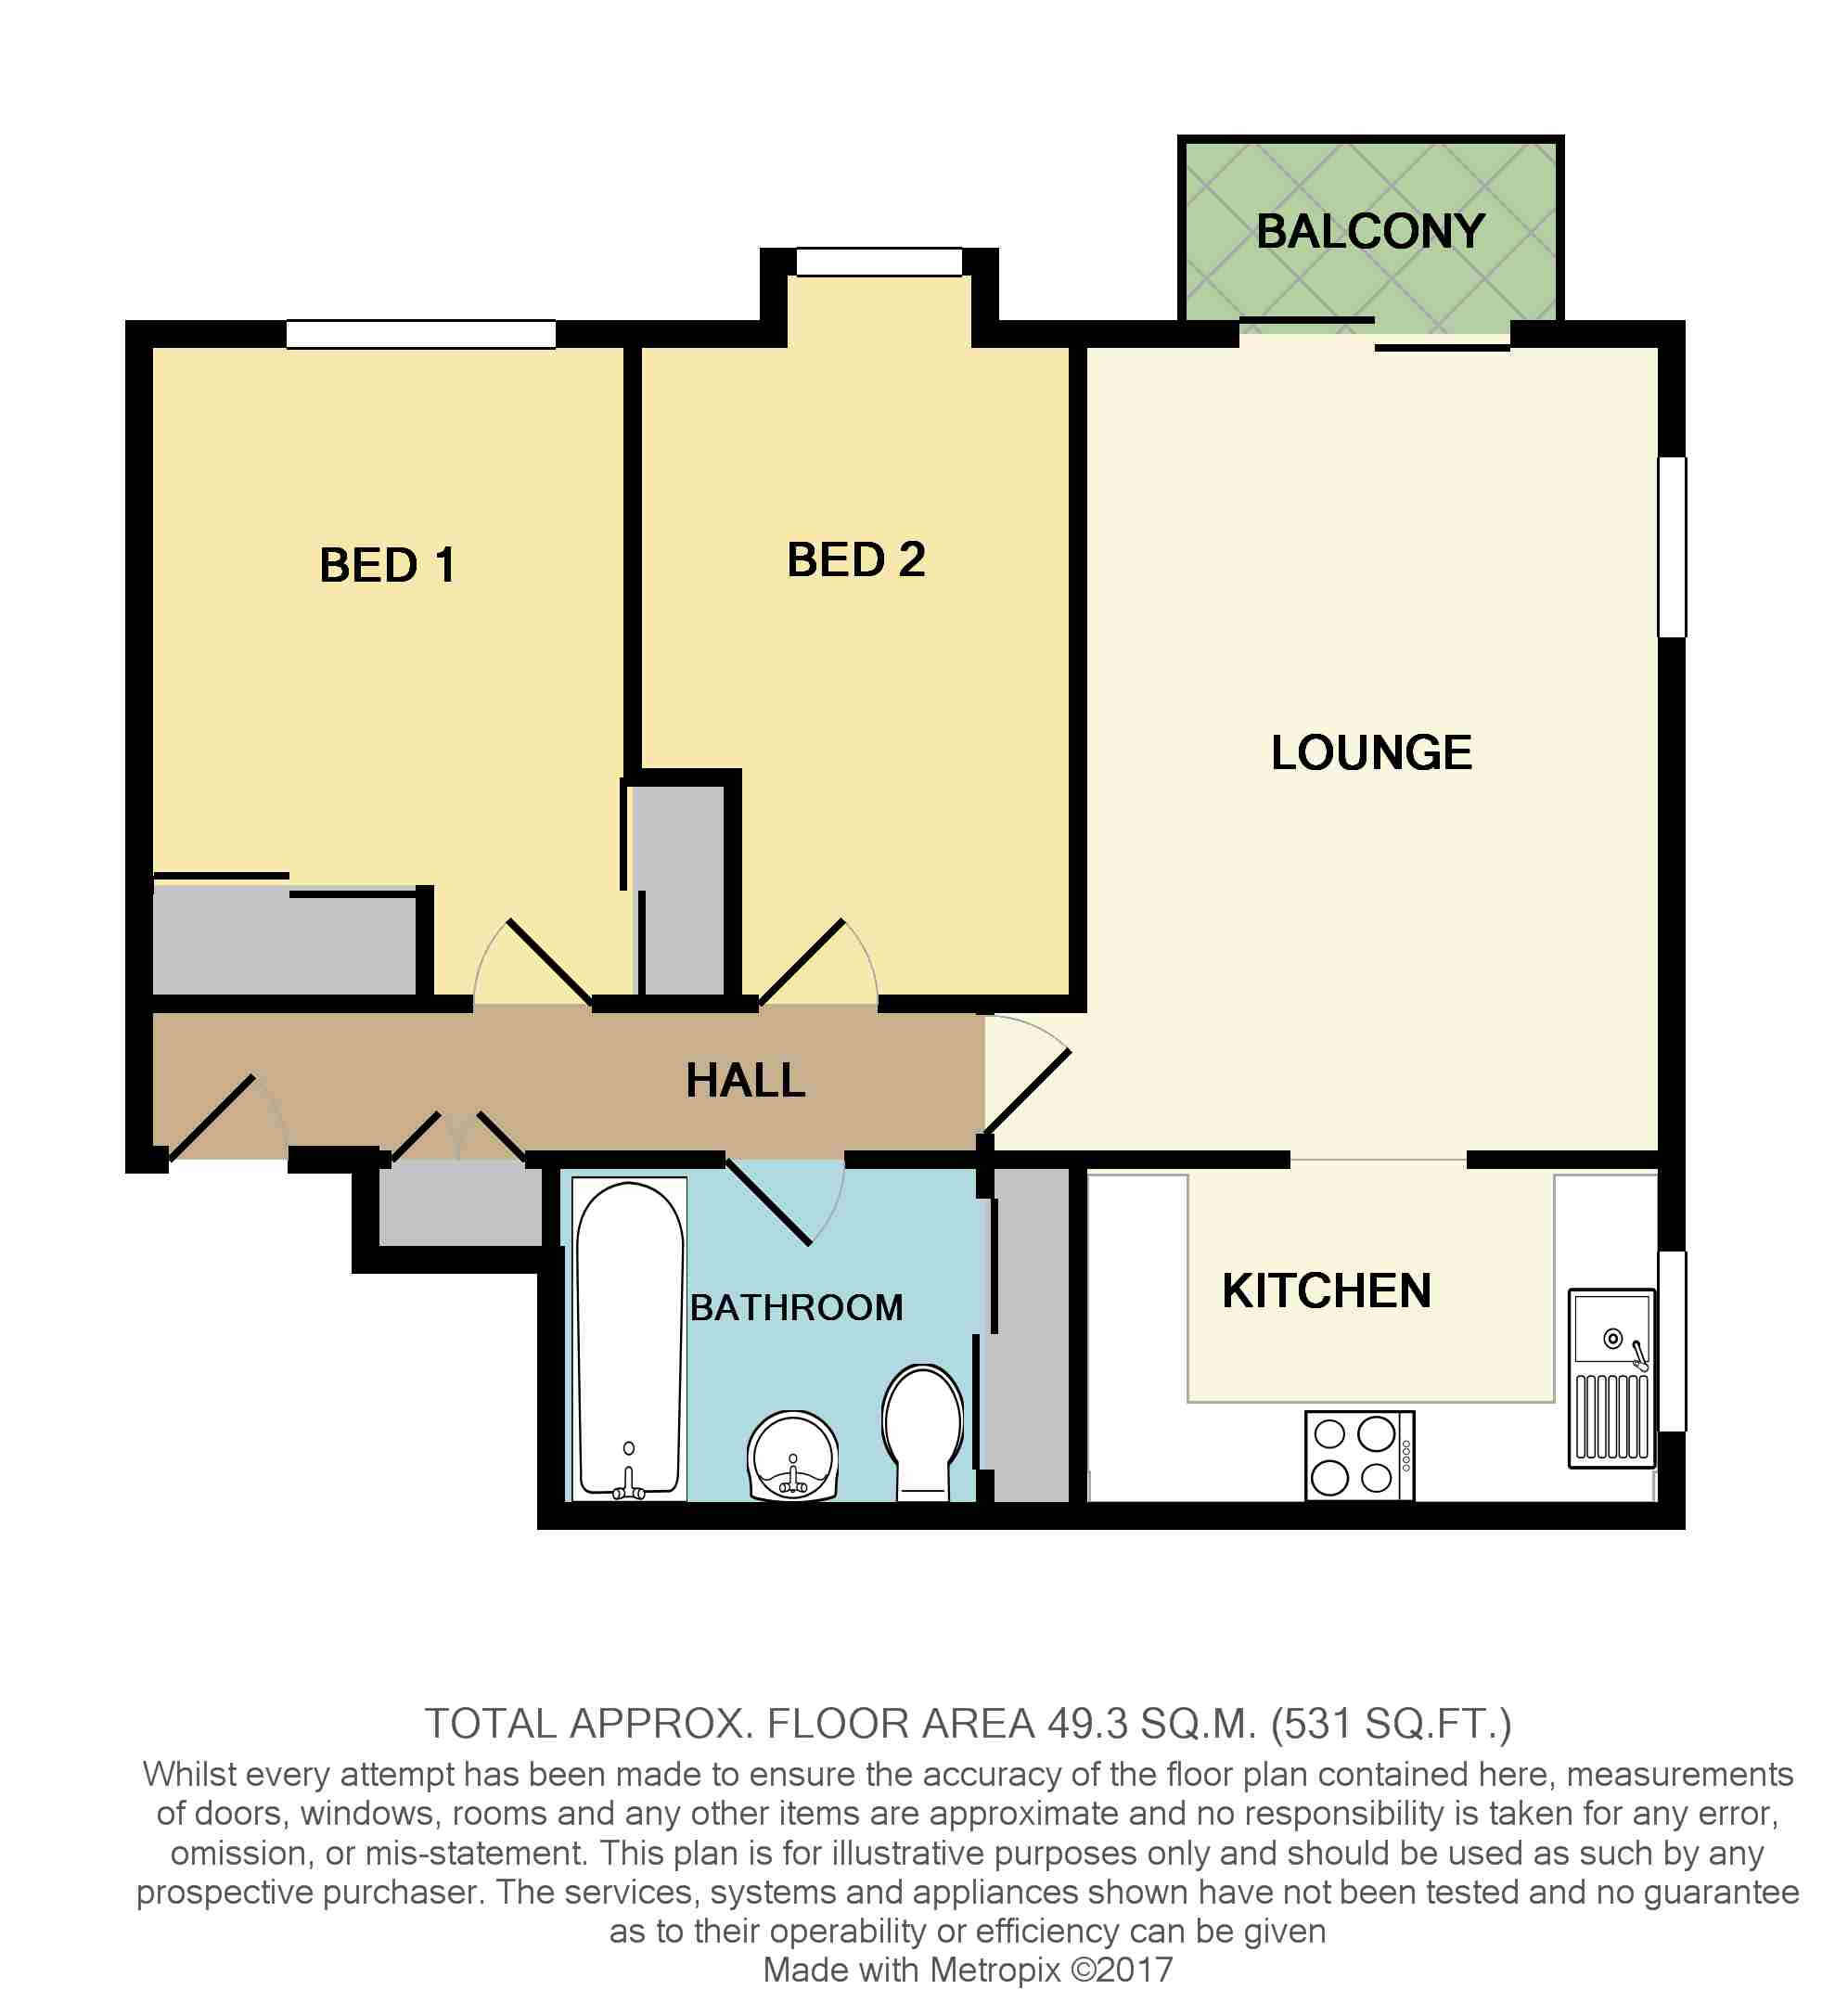 BALCONY
BED 1
BED 2
LOUNGE
HALL
KITCHEN
BATHROOM
TOTAL APPROX. FLOOR AREA 49.3 SQ.M. (531 SQ.FT.)
Whilst every attempt has been made to ensure the accuracy of the floor plan contained here, measurements
of doors, windows, rooms and any other items are approximate and no responsibility is taken for any error,
omission, or mis-statement. This plan is for illustrative purposes only and should be used as such by any
prospective purchaser. The services, systems and appliances shown have not been tested and no guarantee
as to their operability or efficiency can be given
Made with Metropix ©2017